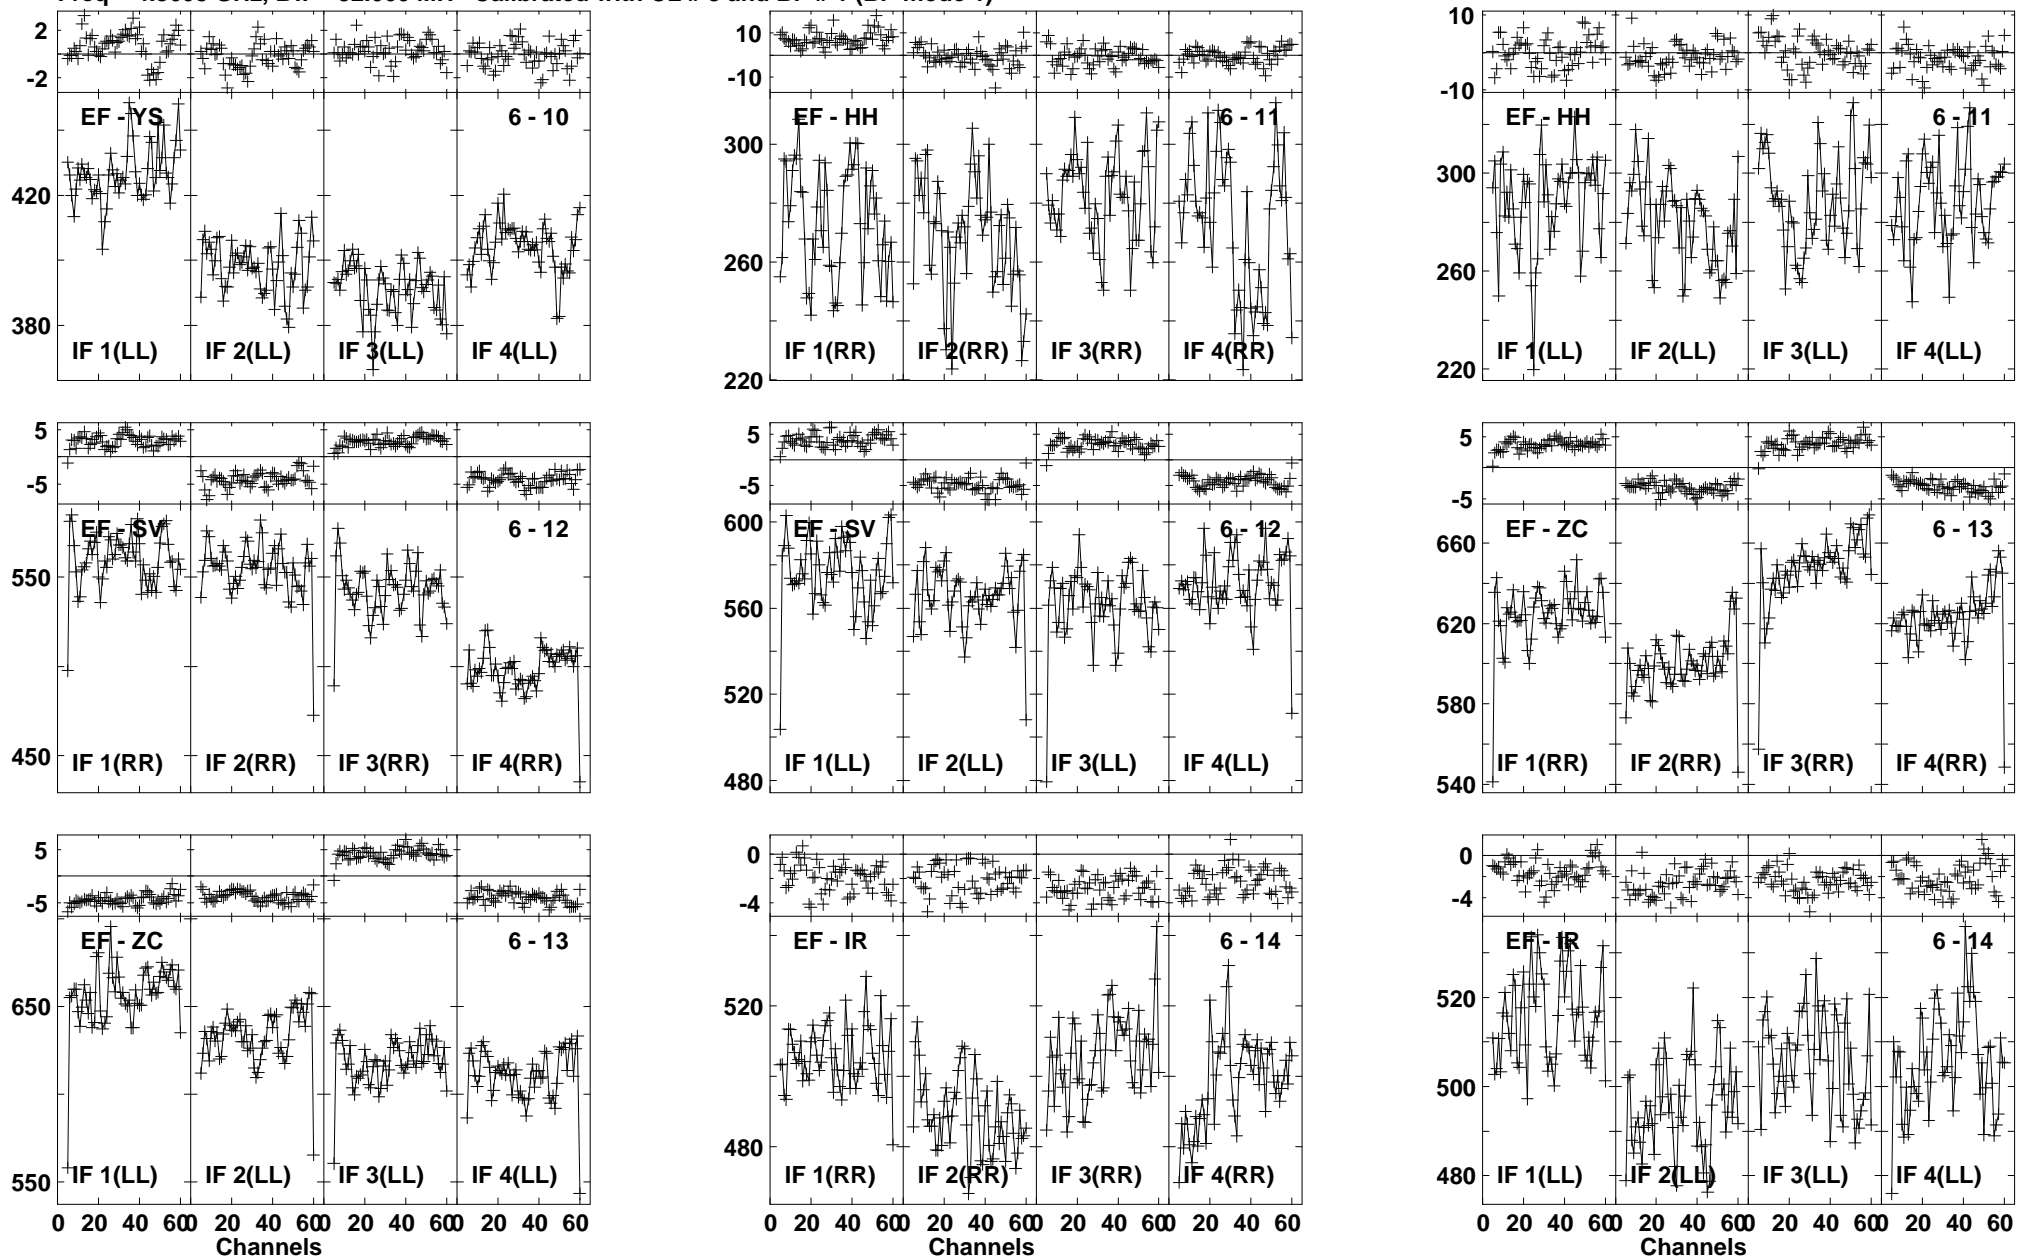 2 10 10
-2 -10 -10
EF - YS 6 - 10 EF - HH 6 - 11 EF - HH 6 - 11
420 300 300
380 260 260
220 220
IF 1(LL) IF 2(LL) IF 3(LL) IF 4(LL) IF 1(RR) IF 2(RR) IF 3(RR) IF 4(RR) IF 1(LL) IF 2(LL) IF 3(LL) IF 4(LL)
5 5 5
-5 -5 -5
EF - SV 6 - 12 EF - SV 6 - 12 EF - ZC 6 - 13
550 600 660
450 560 620
520 580
480 540
IF 1(RR) IF 2(RR) IF 3(RR) IF 4(RR) IF 1(LL) IF 2(LL) IF 3(LL) IF 4(LL) IF 1(RR) IF 2(RR) IF 3(RR) IF 4(RR)
5 0 0
-5 -4 -4
EF - ZC 6 - 13 EF - IR 6 - 14 EF - IR 6 - 14
650 520 520
550 480 500
480
IF 1(LL) IF 2(LL) IF 3(LL) IF 4(LL) IF 1(RR) IF 2(RR) IF 3(RR) IF 4(RR) IF 1(LL) IF 2(LL) IF 3(LL) IF 4(LL)
0 20 40 60 0 20 40 60 0 20 40 60 0 20 40 60 0 20 40 60 0 20 40 60 0 20 40 60 0 20 40 60 0 20 40 60 0 20 40 60 0 20 40 60 0 20 40 60
Channels Channels Channels